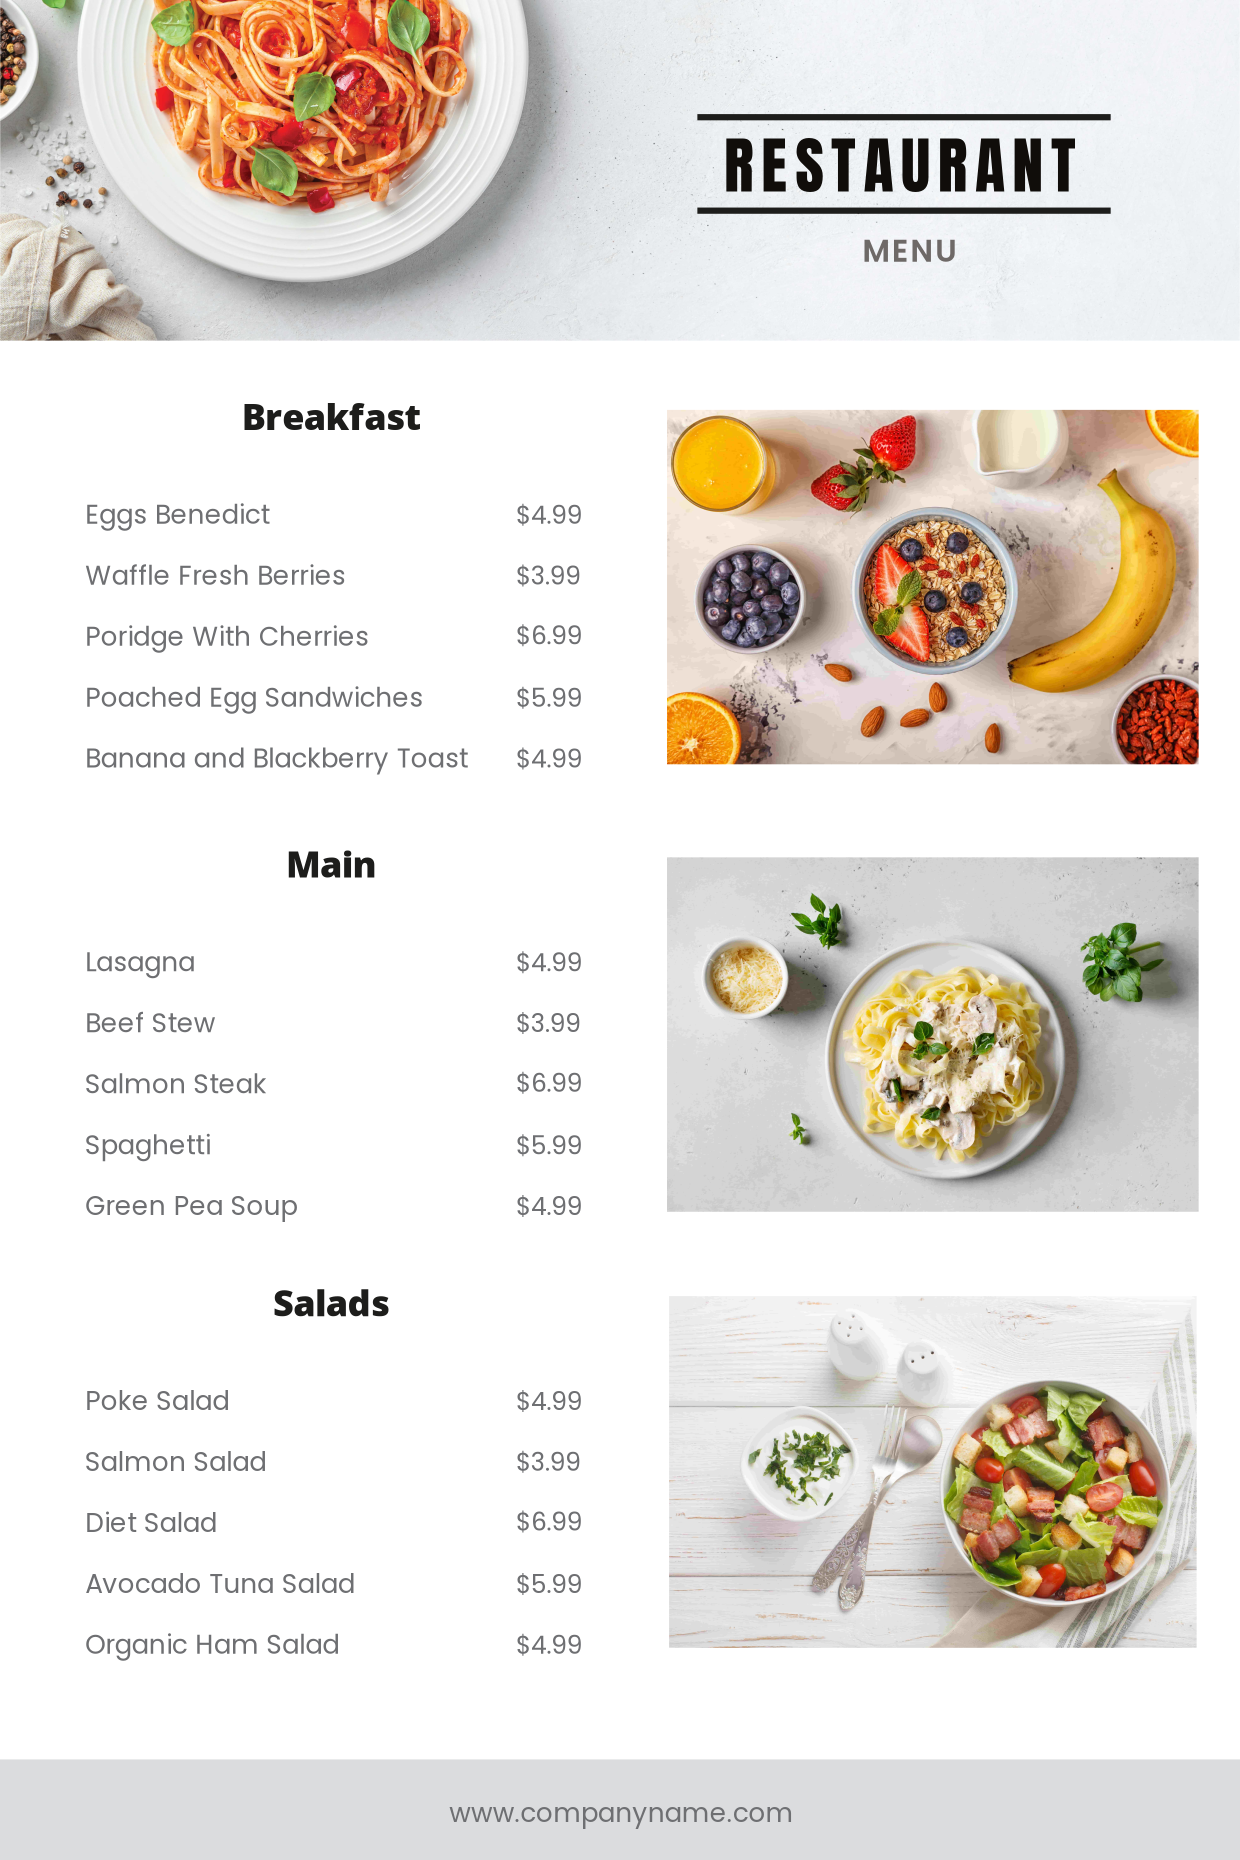 RESTAURANT
MENU
Breakfast
Eggs Benedict $4.99
Waffle Fresh Berries $3.99
Poridge With Cherries $6.99
Poached Egg Sandwiches $5.99
Banana and Blackberry Toast $4.99
Main
Lasagna $4.99
Beef Stew $3.99
Salmon Steak $6.99
Spaghetti $5.99
Green Pea Soup $4.99
Salads
Poke Salad $4.99
Salmon Salad $3.99
Diet Salad $6.99
Avocado Tuna Salad $5.99
Organic Ham Salad $4.99
www.companyname.com